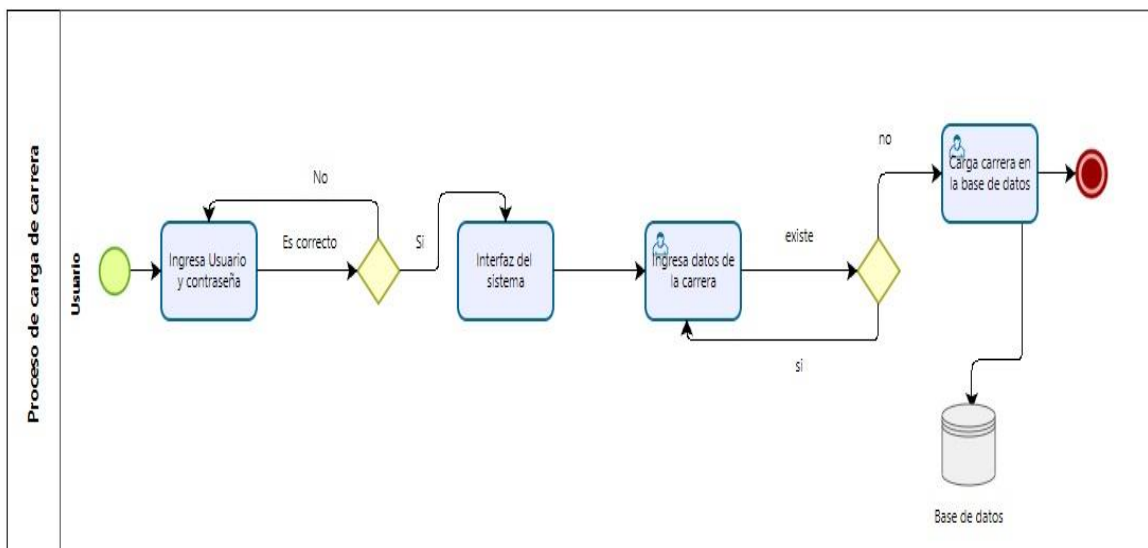 Proceso de carga de carrera
Usuario
Ingresa Usuario
y contraseña
No
Es correcto
Si
Interfaz del
sistema
Ingresa datos de
la carrera
existe
si
no
Carga carrera en
la base de datos
Base de datos